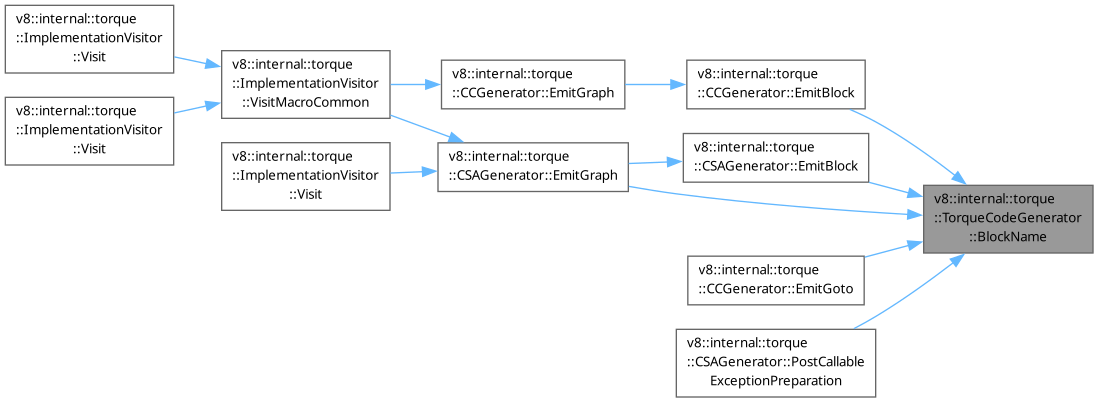 v8::internal::torque
::ImplementationVisitor
::Visit
v8::internal::torque
::ImplementationVisitor
::Visit
v8::internal::torque
::ImplementationVisitor
::VisitMacroCommon
v8::internal::torque
::ImplementationVisitor
::Visit
v8::internal::torque
::CCGenerator::EmitGraph
v8::internal::torque
::CSAGenerator::EmitGraph
v8::internal::torque
::CCGenerator::EmitBlock
v8::internal::torque
::CSAGenerator::EmitBlock
v8::internal::torque
::CCGenerator::EmitGoto
v8::internal::torque
::CSAGenerator::PostCallable
ExceptionPreparation
v8::internal::torque
::TorqueCodeGenerator
::BlockName